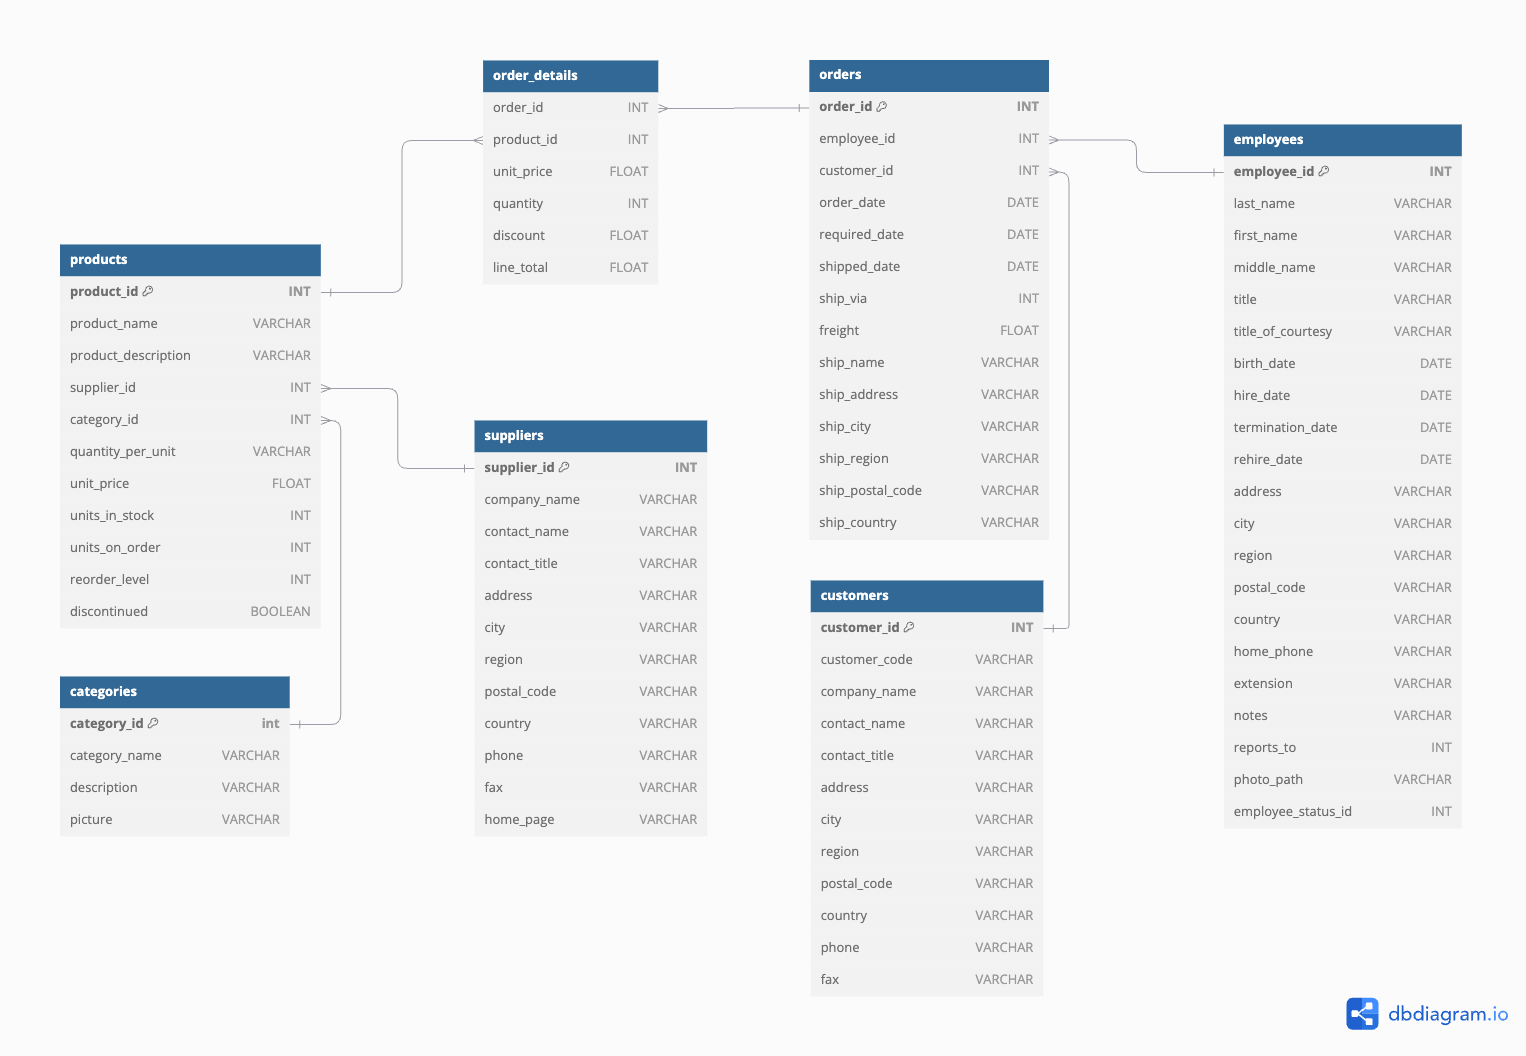 order_details
order_id INT
product_id INT
unit_price FLOAT
quantity INT
discount FLOAT
line_total FLOAT
orders
order_id INT
employee_id INT
customer_id INT
order_date DATE
required_date DATE
shipped_date DATE
ship_via INT
freight FLOAT
ship_name VARCHAR
ship_address VARCHAR
ship_city VARCHAR
ship_region VARCHAR
ship_postal_code VARCHAR
ship_country VARCHAR
employees
employee_id INT
last_name VARCHAR
first_name VARCHAR
middle_name VARCHAR
title VARCHAR
title_of_courtesy VARCHAR
birth_date DATE
hire_date DATE
termination_date DATE
rehire_date DATE
address VARCHAR
city VARCHAR
region VARCHAR
postal_code VARCHAR
country VARCHAR
home_phone VARCHAR
extension VARCHAR
notes VARCHAR
reports_to INT
photo_path VARCHAR
employee_status_id INT
products
product_id INT
product_name VARCHAR
product_description VARCHAR
supplier_id INT
category_id INT
quantity_per_unit VARCHAR
unit_price FLOAT
units_in_stock INT
units_on_order INT
reorder_level INT
discontinued BOOLEAN
suppliers
supplier_id INT
company_name VARCHAR
contact_name VARCHAR
contact_title VARCHAR
address VARCHAR
city VARCHAR
region VARCHAR
postal_code VARCHAR
country VARCHAR
phone VARCHAR
fax VARCHAR
home_page VARCHAR
customers
customer_id INT
customer_code VARCHAR
company_name VARCHAR
contact_name VARCHAR
contact_title VARCHAR
address VARCHAR
city VARCHAR
region VARCHAR
postal_code VARCHAR
country VARCHAR
phone VARCHAR
fax VARCHAR
categories
category_id int
category_name VARCHAR
description VARCHAR
picture VARCHAR
dbdiagram.io